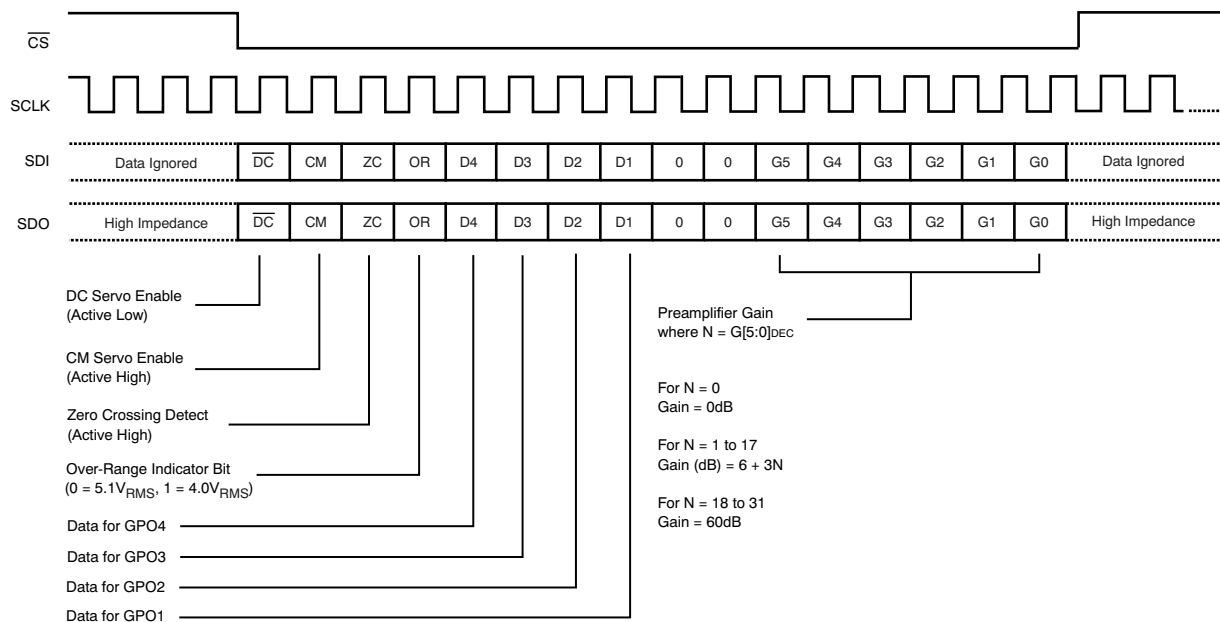 CS
SCLK
SDI Data Ignored DC CM ZC OR D4 D3 D2 D1 0 0 G5 G4 G3 G2 G1 G0 Data Ignored
SDO High Impedance DC CM ZC OR D4 D3 D2 D1 0 0 G5 G4 G3 G2 G1 G0 High Impedance
DC Servo Enable
(Active Low)
CM Servo Enable
(Active High)
Zero Crossing Detect
(Active High)
Over-Range Indicator Bit
(0 = 5.1VRMS, 1 = 4.0VRMS)
Data for GPO4
Data for GPO3
Data for GPO2
Data for GPO1
Preamplifier Gain
where N = G[5:0]DEC
For N = 0
Gain = 0dB
For N = 1 to 17
Gain (dB) = 6 + 3N
For N = 18 to 31
Gain = 60dB